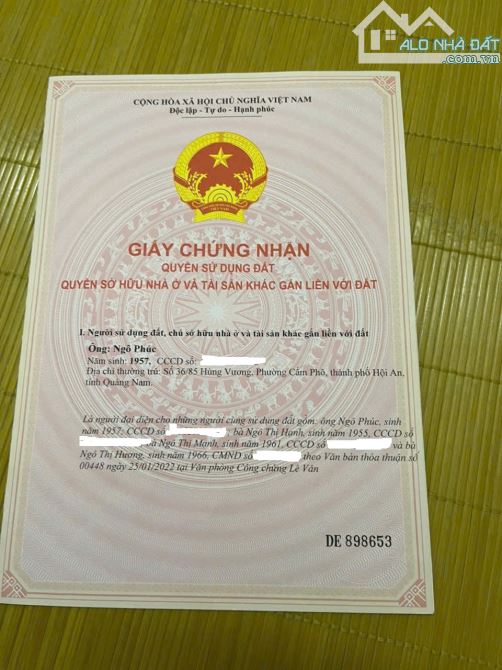 ALO NHÀ ĐẤT
.com.vn
CỘNG HÒA XÃ HỘI CHỦ NGHĨA VIỆT NAM
Độc lập - Tự do - Hạnh phúc
GIẤY CHỨNG NHẬN
QUYỀN SỬ DỤNG ĐẤT
QUYỀN SỞ HỮU NHÀ Ở VÀ TÀI SẢN KHÁC GẮN LIỀN VỚI ĐẤT
I. Người sử dụng đất, chủ sở hữu nhà ở và tài sản khác gắn liền với đất
Ông: Ngô Phúc
Năm sinh: 1957, CCCD số:
Địa chỉ thường trú: Số 36/85 Hùng Vương, Phường Cẩm Phô, thành phố Hội An,
tỉnh Quảng Nam.
Là người đại diện cho những người cùng sử dụng đất gồm: ông Ngô Phúc, sinh
năm 1957; CCCD số bà Ngô Thị Hạnh, sinh năm 1955, CCCD số
bà Ngô Thị Mạnh, sinh năm 1961, CCCD số và bà
Ngô Thị Hương, sinh năm 1966, CMND số theo Văn bản thỏa thuận số
00448 ngày 25/01/2022 tại Văn phòng Công chứng Lê Văn
DE 898653